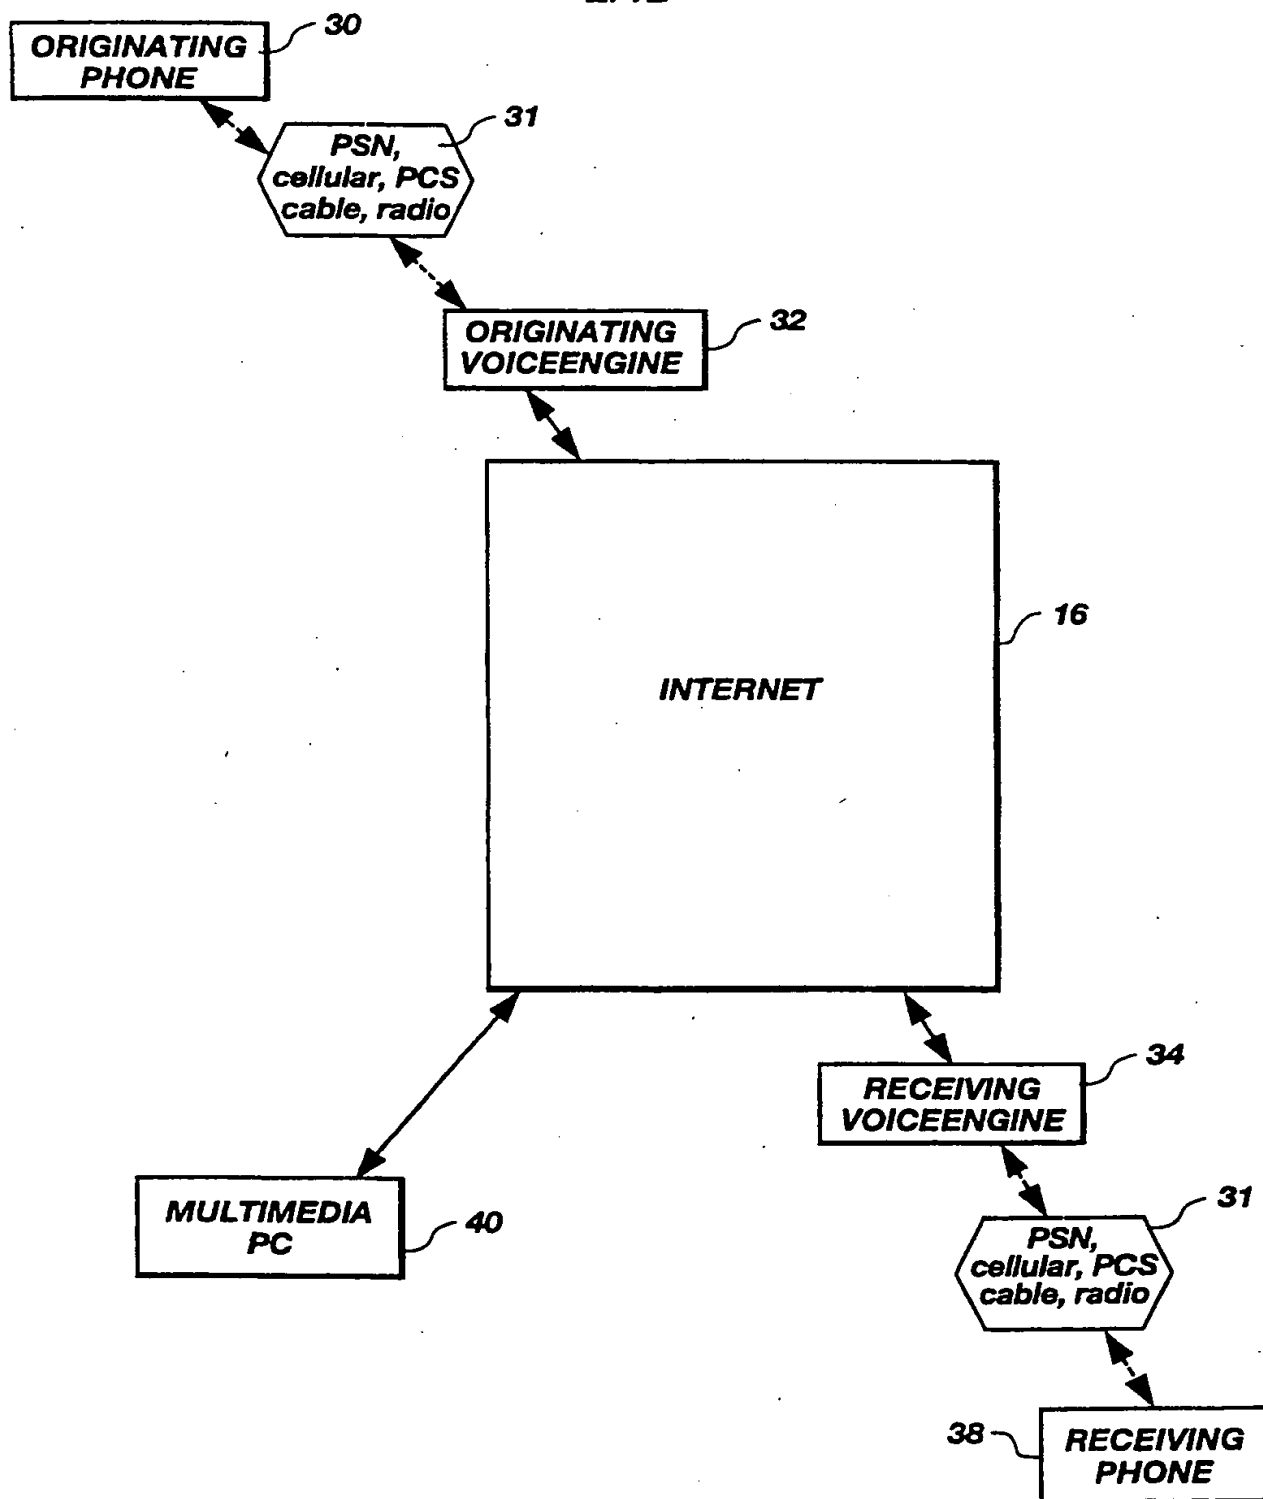 30
ORIGINATING
PHONE
31
PSN,
cellular, PCS
cable, radio
32
ORIGINATING
VOICEENGINE
16
INTERNET
34
RECEIVING
VOICEENGINE
MULTIMEDIA
PC
40
31
PSN,
cellular, PCS
cable, radio
38
RECEIVING
PHONE